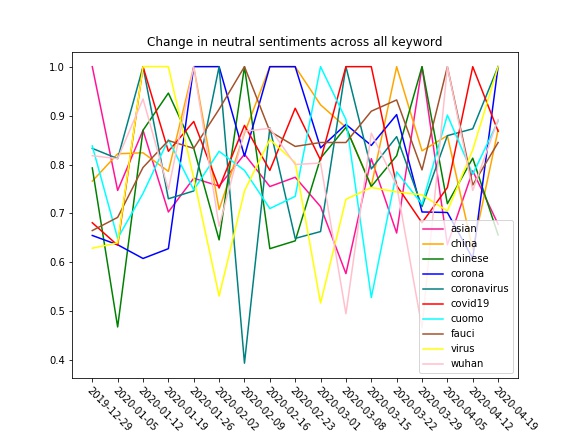 Change in neutral sentiments across all keyword
1.0
0.9
0.8
0.7
0.6
0.5
0.4
asian
china
chinese
corona
coronavirus
covid19
cuomo
fauci
virus
wuhan
2019-12-29
2020-01-05
2020-01-12
2020-01-19
2020-01-26
2020-02-02
2020-02-09
2020-02-16
2020-02-23
2020-03-01
2020-03-08
2020-03-15
2020-03-22
2020-03-29
2020-04-05
2020-04-12
2020-04-19